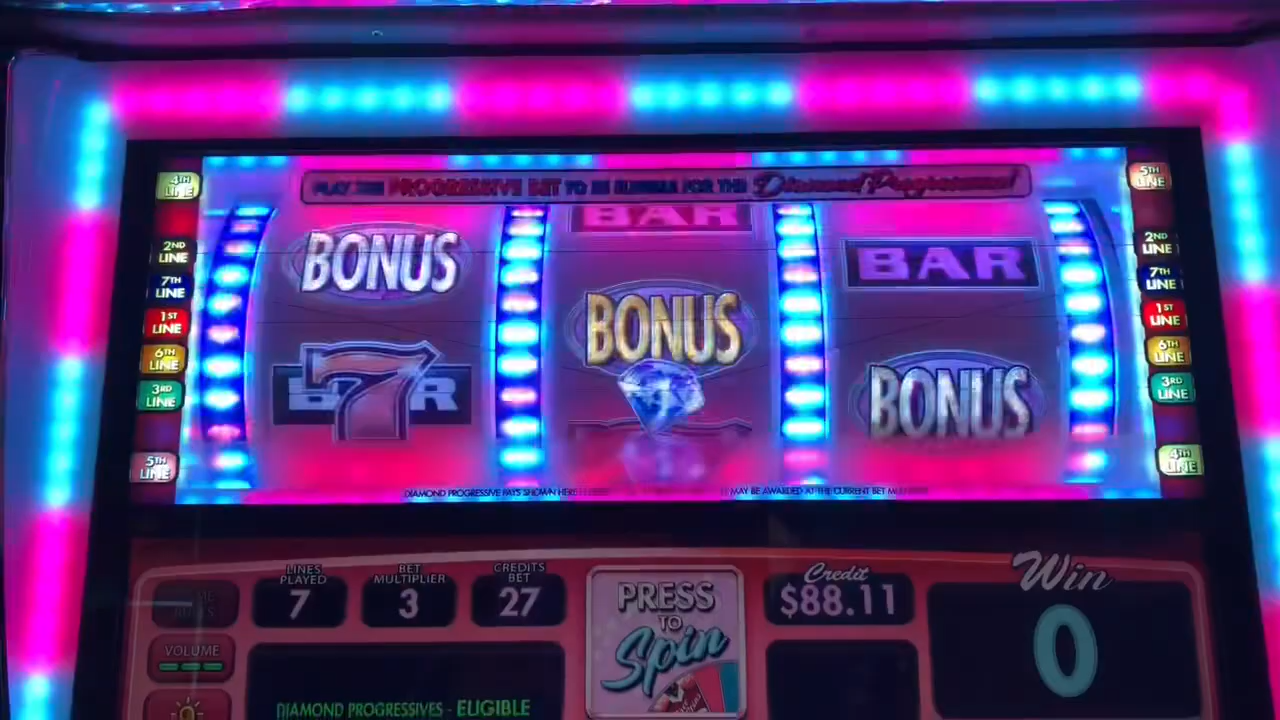 PLAY THE PROGRESSIVE BET TO BE ELIGIBLE FOR THE Diamond Progressives!
4TH LINE
5TH LINE
BAR
BONUS
BAR
2ND LINE
2ND LINE
7TH LINE
7TH LINE
1ST LINE
BONUS
1ST LINE
6TH LINE
6TH LINE
7
BAR
BONUS
3RD LINE
3RD LINE
5TH LINE
4TH LINE
DIAMOND PROGRESSIVE PAYS SHOWN HERE
MAY BE AWARDED AT THE CURRENT BET
LINES PLAYED
7
BET MULTIPLIER
3
CREDITS BET
27
PRESS
TO
Spin
Credit
$88.11
Win
0
VOLUME
DIAMOND PROGRESSIVES - ELIGIBLE